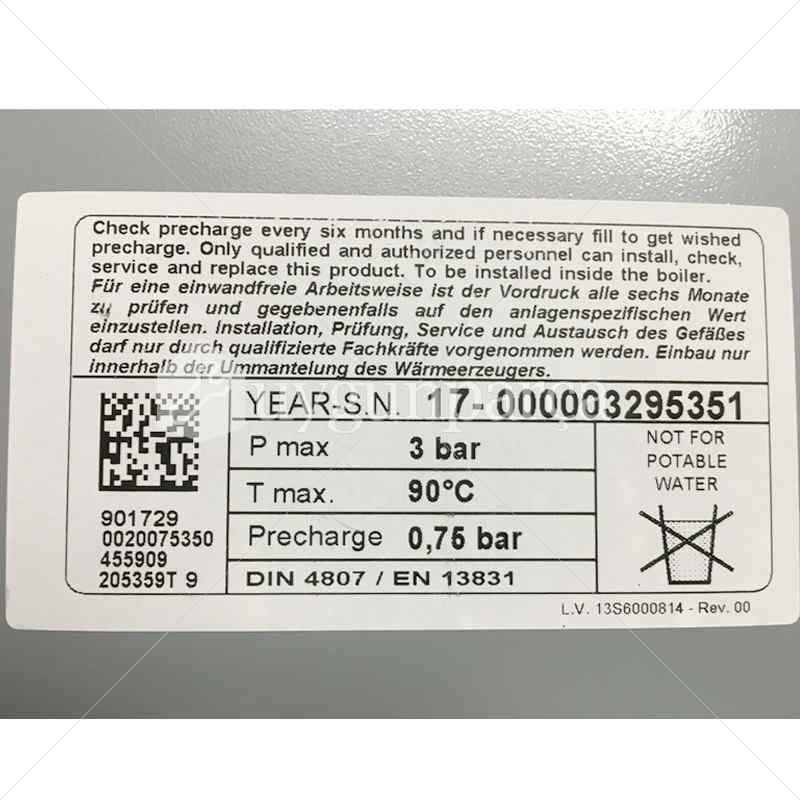 Check precharge every six months and if necessary fill to get wished
precharge. Only qualified and authorized personnel can install, check,
service and replace this product. To be installed inside the boiler.
Für eine einwandfreie Arbeitsweise ist der Vordruck alle sechs Monate
zu prüfen und gegebenenfalls auf den anlagenspezifischen Wert
einzustellen. Installation, Prüfung, Service und Austausch des Gefäßes
darf nur durch qualifizierte Fachkräfte vorgenommen werden. Einbau nur
innerhalb der Ummantelung des Wärmeerzeugers.
uygunparça
YEAR-S.N. 17-000003295351
P max 3 bar
T max. 90°C
Precharge 0,75 bar
DIN 4807 / EN 13831
NOT FOR
POTABLE
WATER
901729
0020075350
455909
205359T 9
L.V. 13S6000814 - Rev. 00